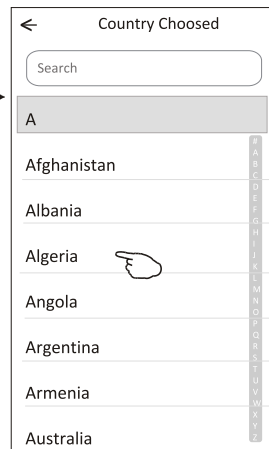 Country Choosed
Search
A
Afghanistan
Albania
Algeria
Angola
Argentina
Armenia
Australia
#
A
B
C
D
E
F
G
H
I
J
K
L
M
N
O
P
Q
R
S
T
U
V
W
X
Y
Z